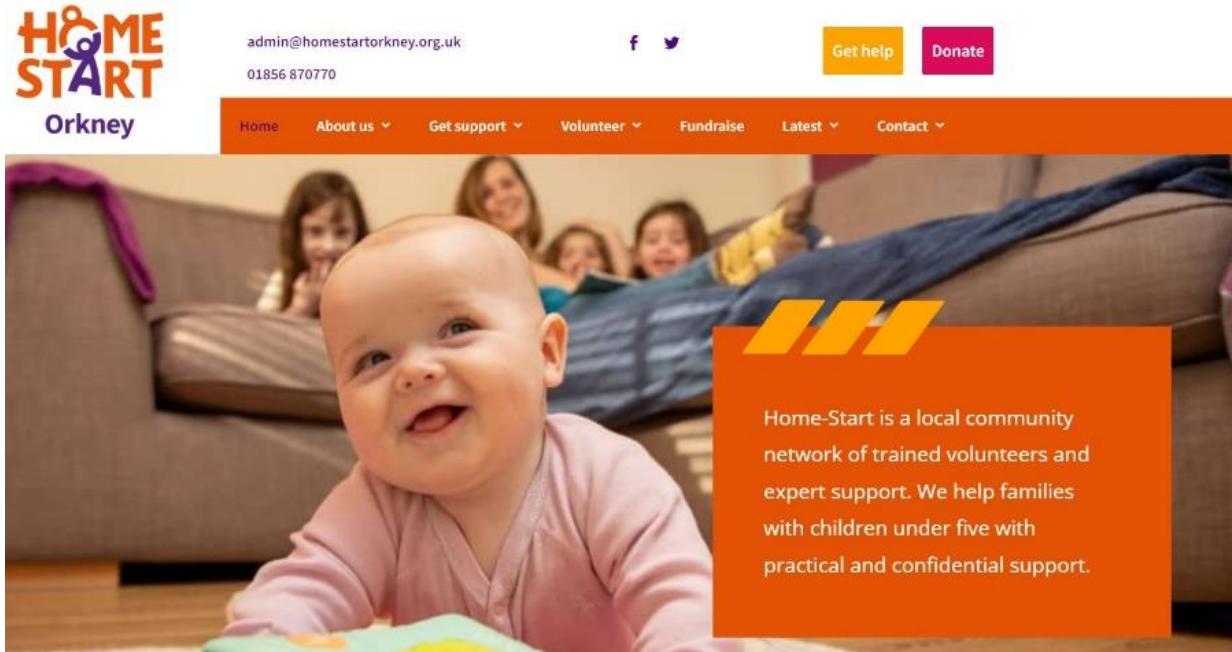 HOME
START
Orkney
admin@homestartorkney.org.uk
01856 870770
Get help
Donate
Home
About us
Get support
Volunteer
Fundraise
Latest
Contact
Home-Start is a local community
network of trained volunteers and
expert support. We help families
with children under five with
practical and confidential support.